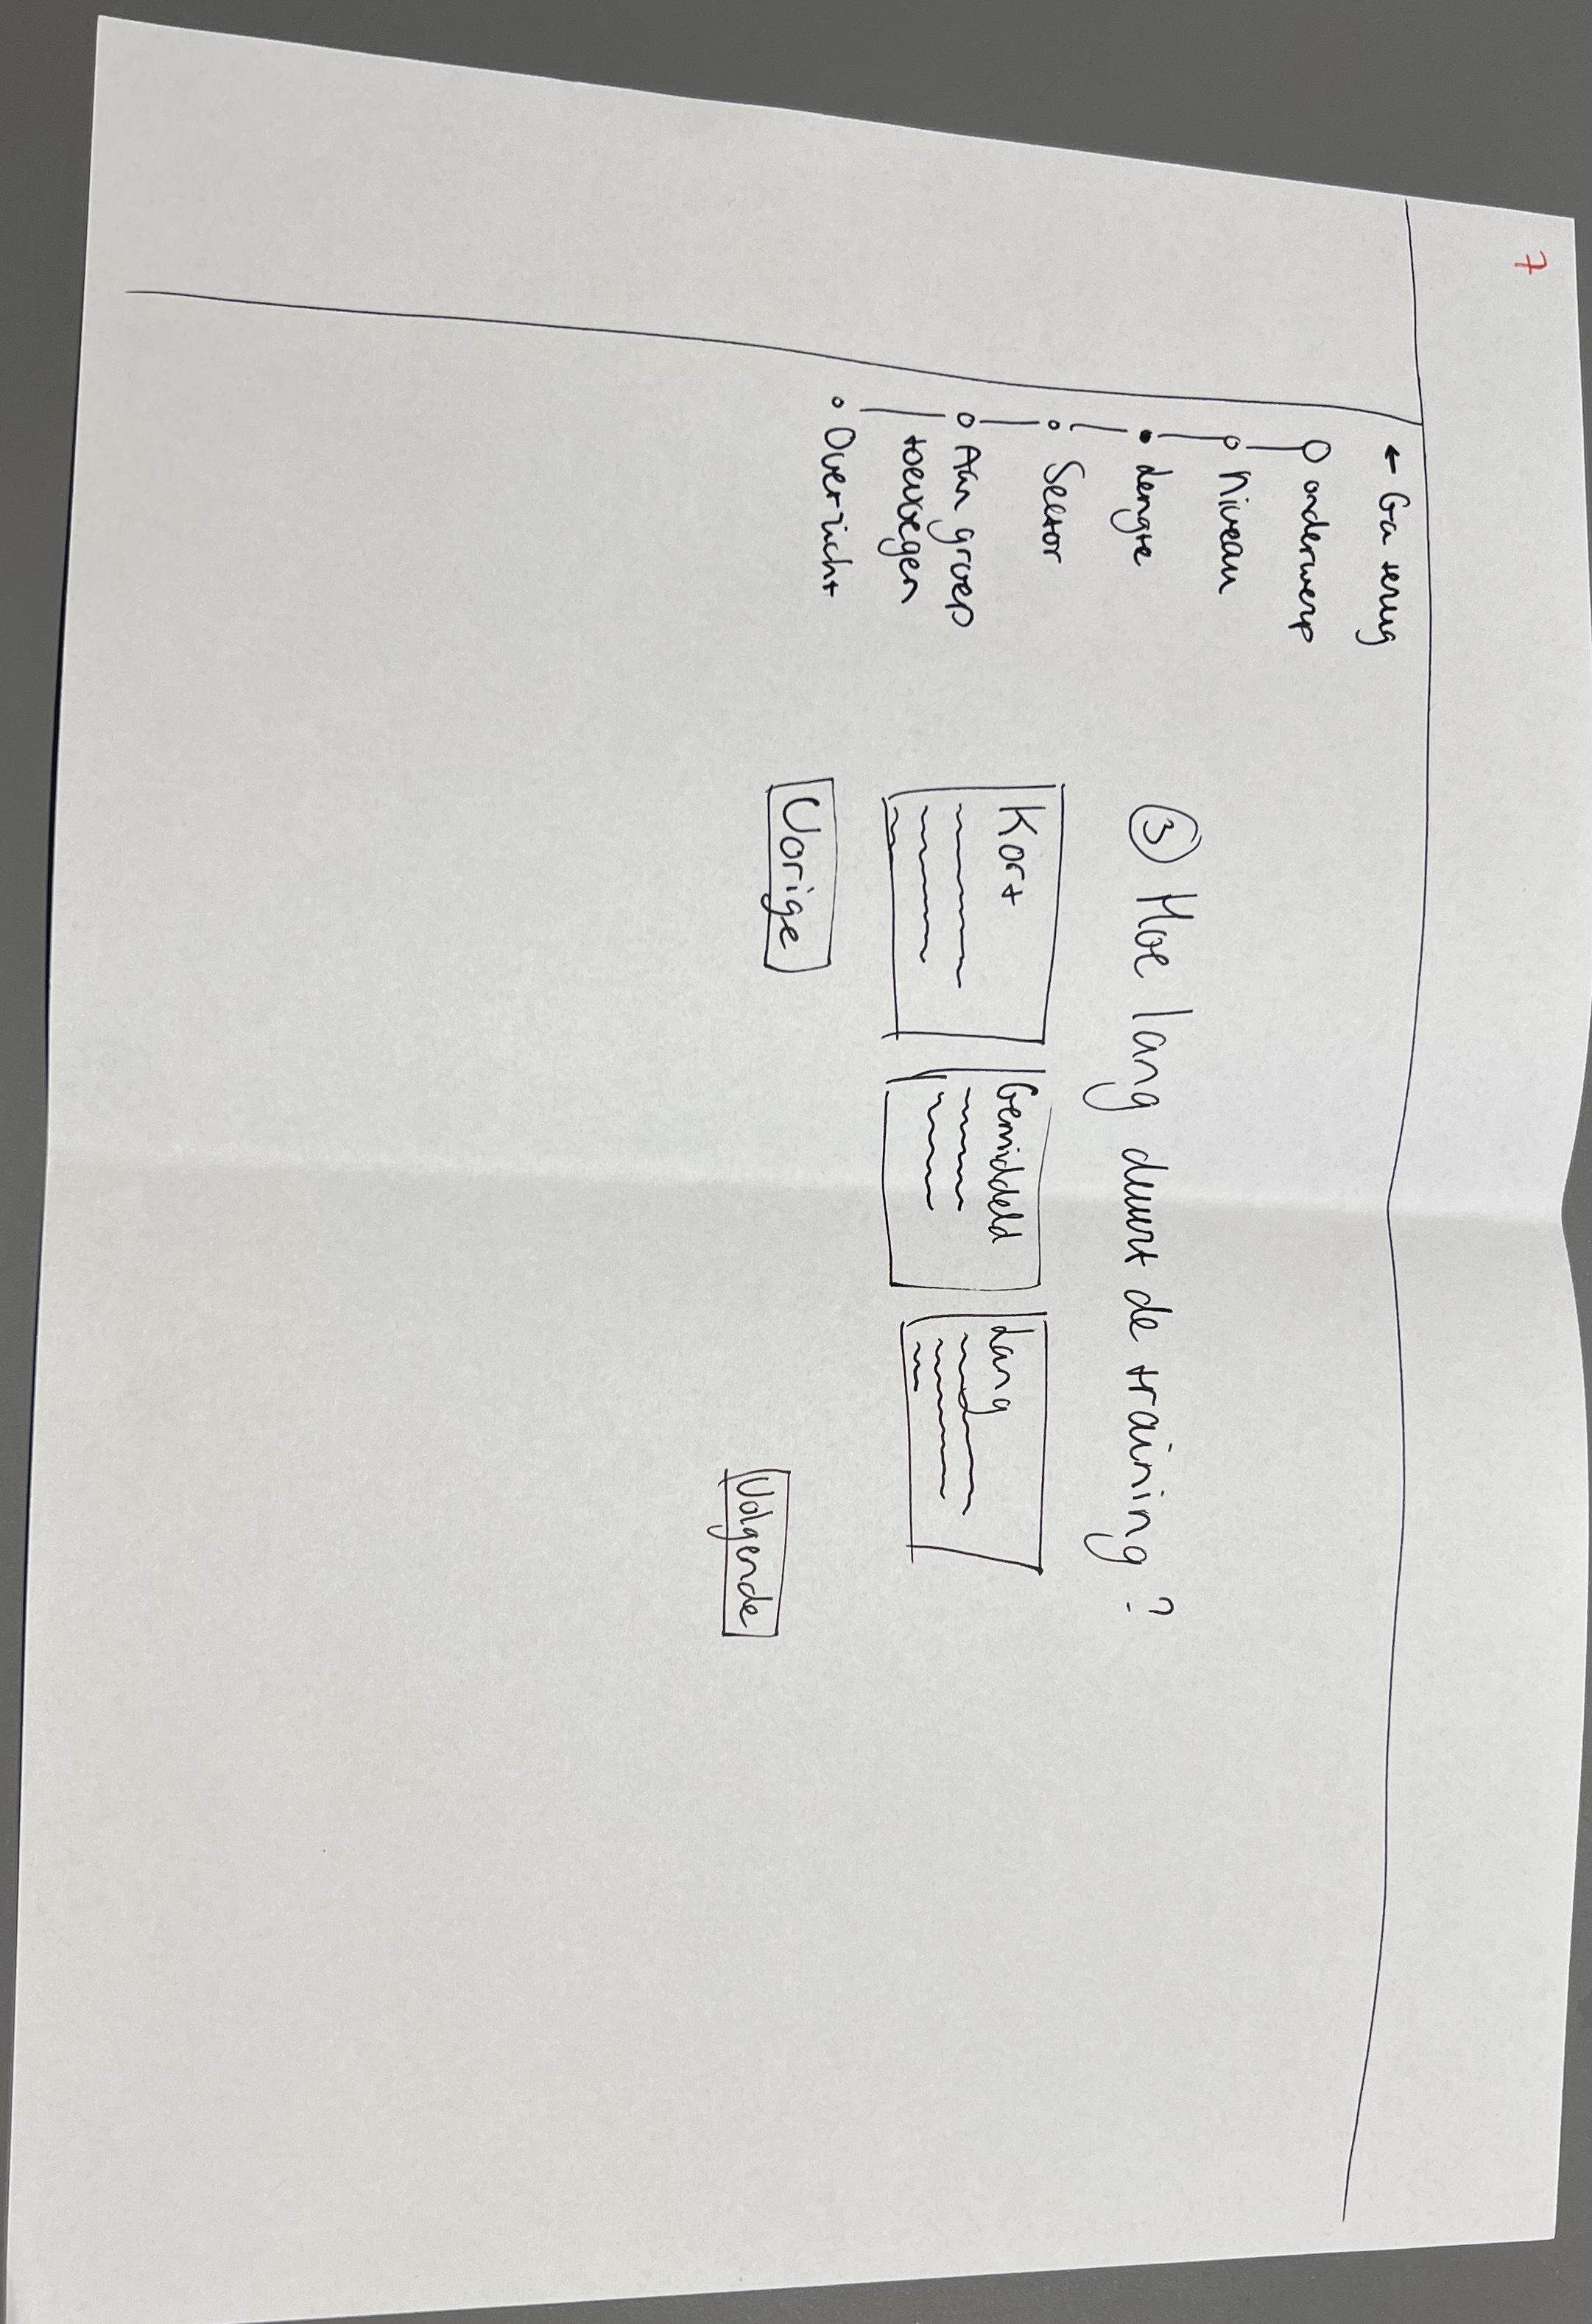 7
← Ga terug
onderwerp
Niveau
Lengte
Sector
Aan groep
toevoegen
Overzicht
③ Hoe lang duurt de training ?
Kort
Gemiddeld
Lang
Vorige
Volgende